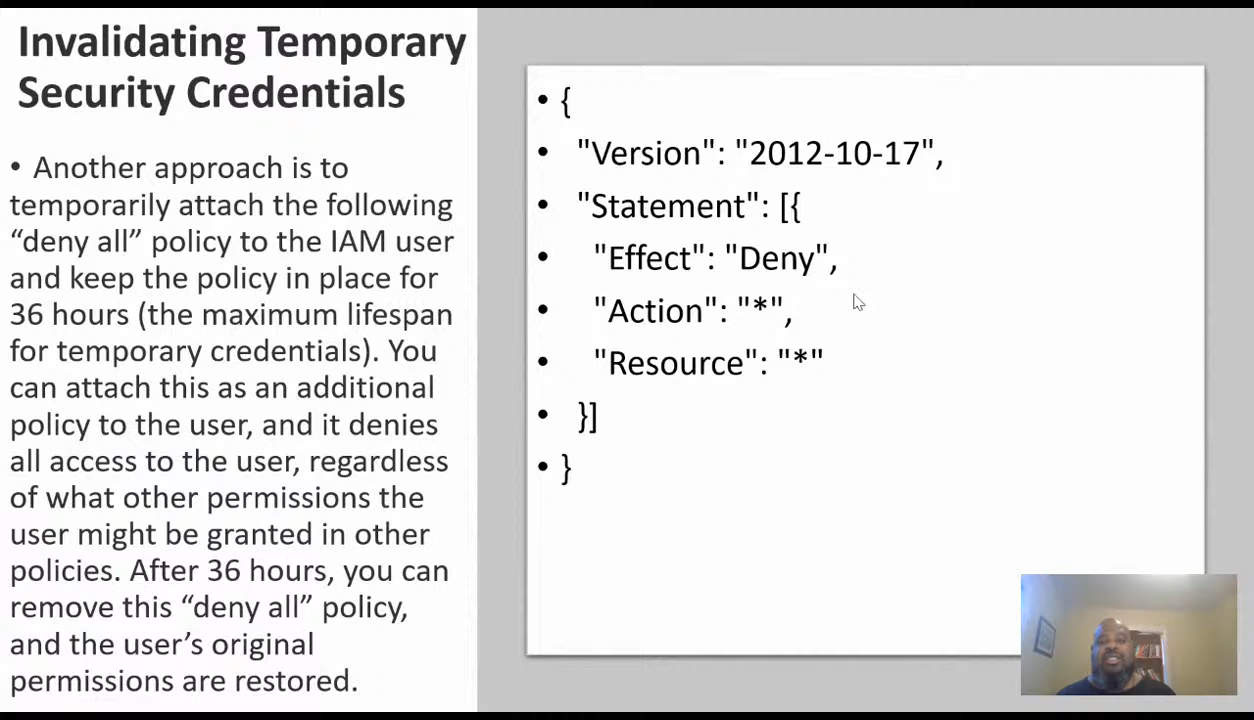 Invalidating Temporary
Security Credentials
• Another approach is to
temporarily attach the following
“deny all” policy to the IAM user
and keep the policy in place for
36 hours (the maximum lifespan
for temporary credentials). You
can attach this as an additional
policy to the user, and it denies
all access to the user, regardless
of what other permissions the
user might be granted in other
policies. After 36 hours, you can
remove this “deny all” policy,
and the user’s original
permissions are restored.
• {
• "Version": "2012-10-17",
• "Statement": [{
• "Effect": "Deny",
• "Action": "*",
• "Resource": "*"
• }]
• }